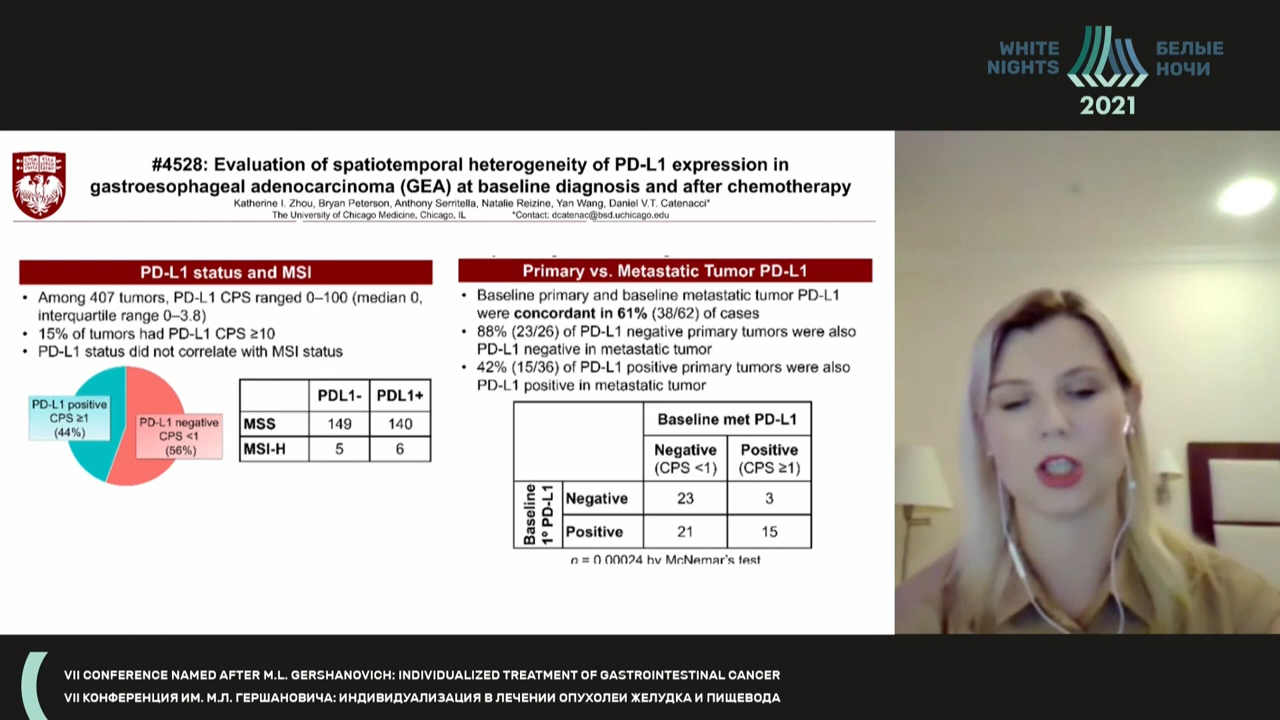 WHITE NIGHTS
БЕЛЫЕ НОЧИ
2021
#4528: Evaluation of spatiotemporal heterogeneity of PD-L1 expression in
gastroesophageal adenocarcinoma (GEA) at baseline diagnosis and after chemotherapy
Katherine I. Zhou, Bryan Peterson, Anthony Serritella, Natalie Reizine, Yan Wang, Daniel V.T. Catenacci*
The University of Chicago Medicine, Chicago, IL *Contact: dcatenac@bsd.uchicago.edu
PD-L1 status and MSI
• Among 407 tumors, PD-L1 CPS ranged 0–100 (median 0,
interquartile range 0–3.8)
• 15% of tumors had PD-L1 CPS ≥10
• PD-L1 status did not correlate with MSI status
PD-L1 positive
CPS ≥1
(44%)
PD-L1 negative
CPS <1
(56%)
PDL1- PDL1+
MSS 149 140
MSI-H 5 6
Primary vs. Metastatic Tumor PD-L1
• Baseline primary and baseline metastatic tumor PD-L1
were concordant in 61% (38/62) of cases
• 88% (23/26) of PD-L1 negative primary tumors were also
PD-L1 negative in metastatic tumor
• 42% (15/36) of PD-L1 positive primary tumors were also
PD-L1 positive in metastatic tumor
Baseline met PD-L1
Negative Positive
(CPS <1) (CPS ≥1)
Baseline
1º PD-L1
Negative 23 3
Positive 21 15
p = 0.00024 by McNemar's test
VII CONFERENCE NAMED AFTER M.L. GERSHANOVICH: INDIVIDUALIZED TREATMENT OF GASTROINTESTINAL CANCER
VII КОНФЕРЕНЦИЯ ИМ. М.Л. ГЕРШАНОВИЧА: ИНДИВИДУАЛИЗАЦИЯ В ЛЕЧЕНИИ ОПУХОЛЕЙ ЖЕЛУДКА И ПИЩЕВОДА